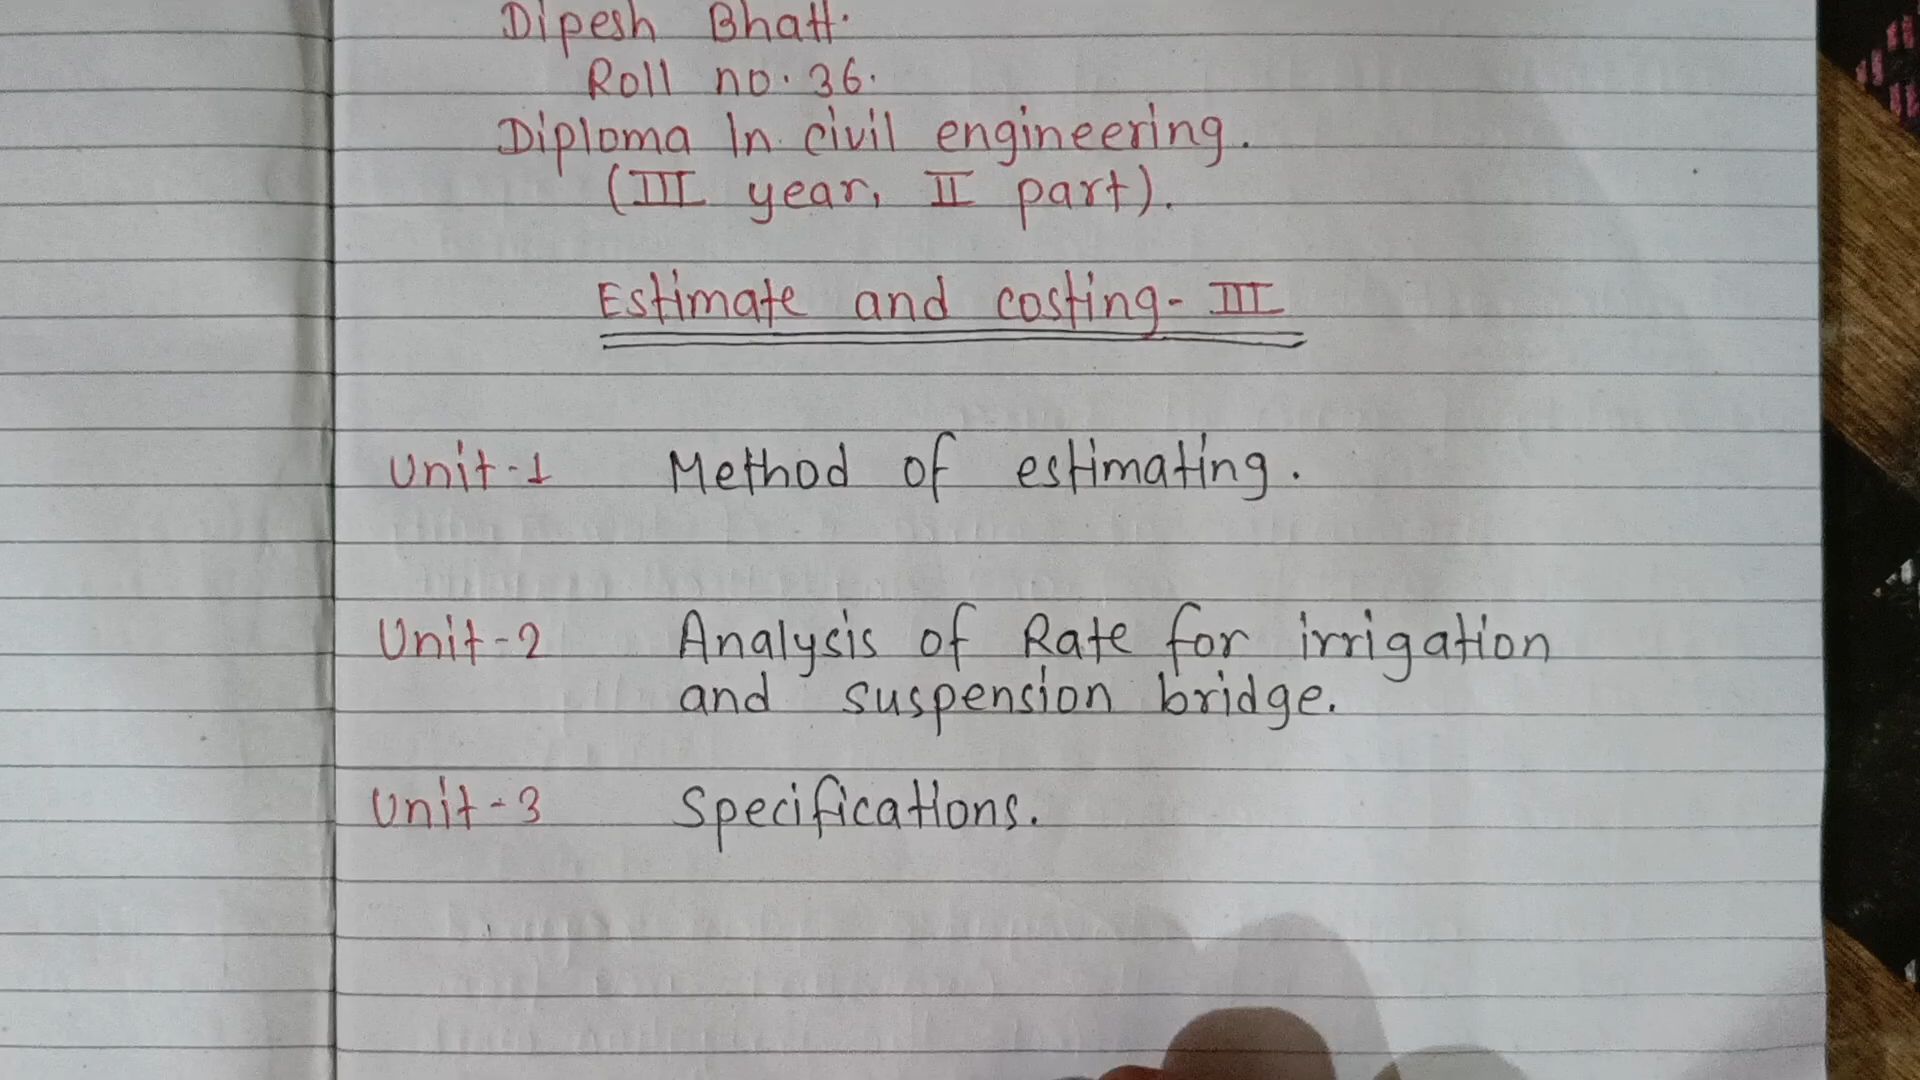 Dipesh Bhatt.
Roll no. 36.
Diploma In civil engineering.
(III year, II part).
Estimate and costing- III
Unit-1 Method of estimating.
Unit-2 Analysis of Rate for irrigation
and suspension bridge.
Unit-3 Specifications.